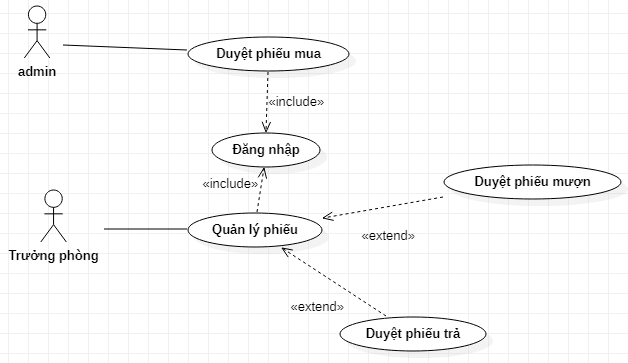 Duyệt phiếu mua
admin
«include»
Đăng nhập
«include»
Duyệt phiếu mượn
Quản lý phiếu
«extend»
Trưởng phòng
«extend»
Duyệt phiếu trả